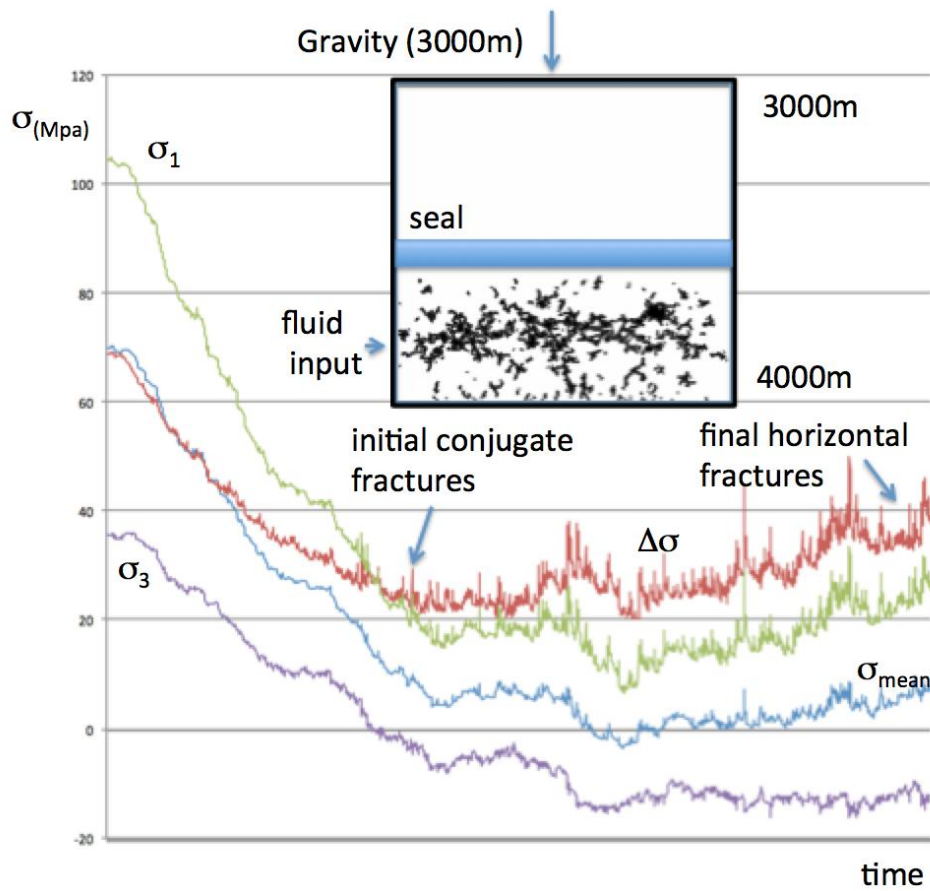 Gravity (3000m)
120
σ(Mpa)
3000m
σ1
100
seal
80
fluid
input
4000m
60
initial conjugate
fractures
final horizontal
fractures
40
Δσ
σ3
20
σmean
0
-20
time